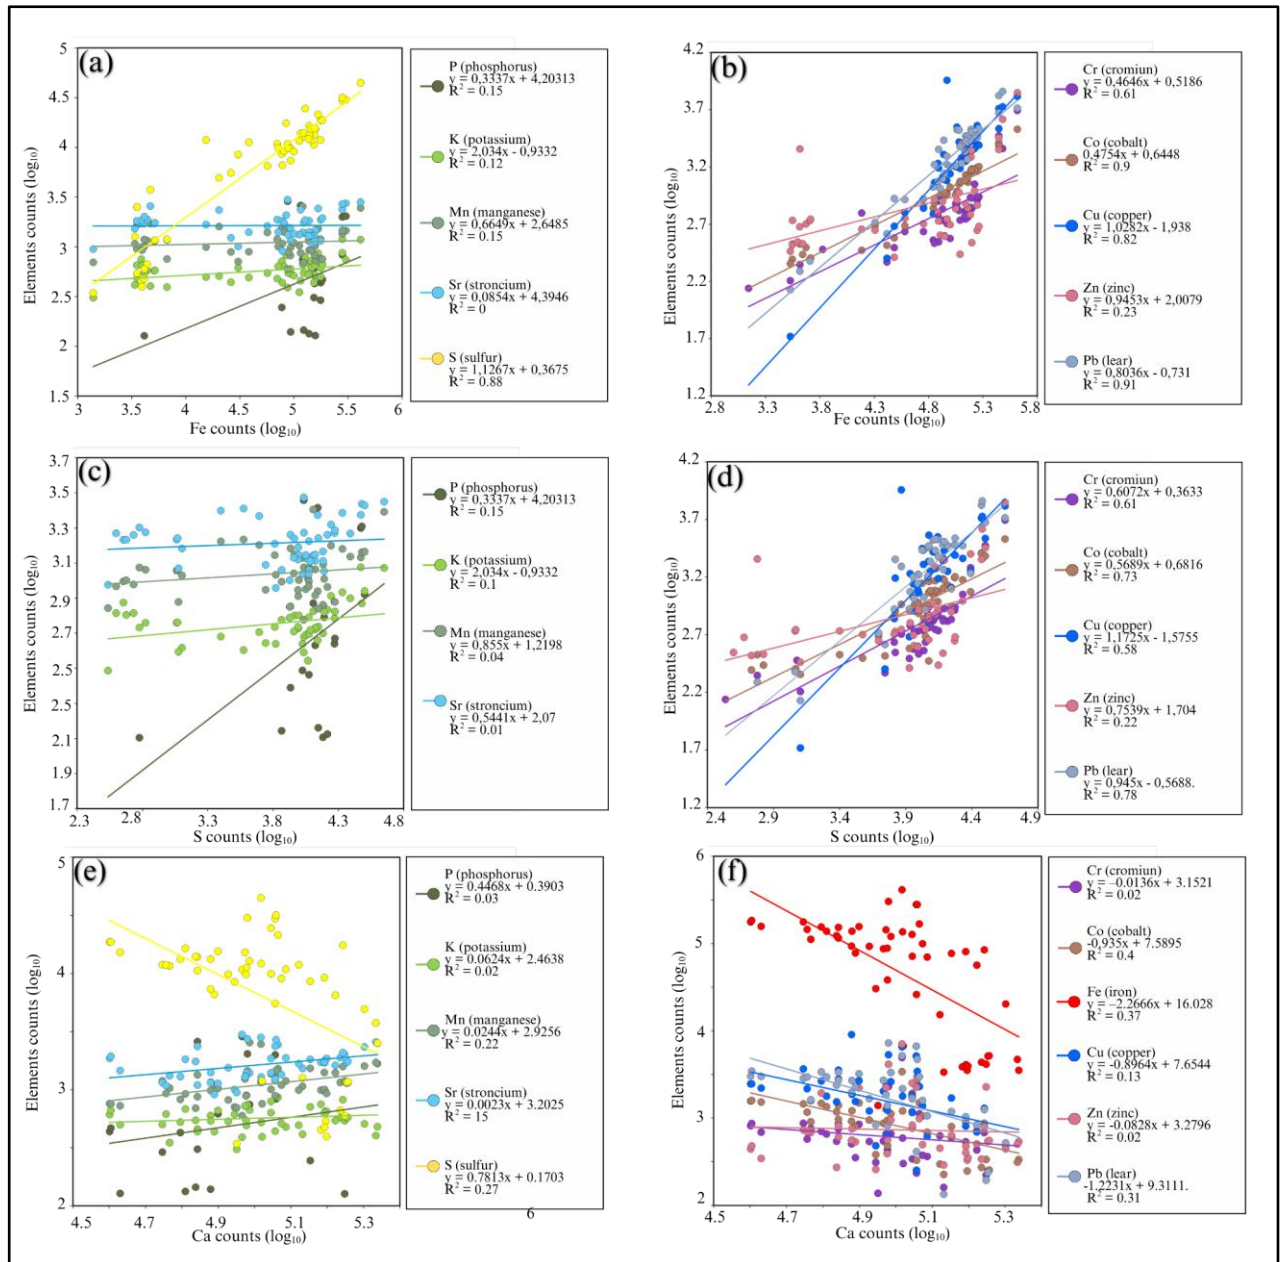 (a)
5
4.5
4
3.5
3
2.5
2
1.5
3
3.5
4
4.5
5
5.5
6
Elements counts (log10)
Fe counts (log10)
P (phosphorus)
y = 0,3337x + 4,20313
R2 = 0.15
K (potassium)
y = 2,034x - 0,9332
R2 = 0.12
Mn (manganese)
y = 0,6649x + 2,6485
R2 = 0.15
Sr (stroncium)
y = 0,0854x + 4,3946
R2 = 0
S (sulfur)
y = 1,1267x + 0,3675
R2 = 0.88
(b)
4.2
3.7
3.2
2.7
2.2
1.7
1.2
2.8
3.3
3.8
4.3
4.8
5.3
5.8
Elements counts (log10)
Fe counts (log10)
Cr (cromiun)
y = 0,4646x + 0,5186
R2 = 0.61
Co (cobalt)
0,4754x + 0,6448
R2 = 0.9
Cu (copper)
y = 1,0282x - 1,938
R2 = 0.82
Zn (zinc)
y = 0,9453x + 2,0079
R2 = 0.23
Pb (lear)
y = 0,8036x - 0,731
R2 = 0.91
(c)
3.7
3.5
3.3
3.1
2.9
2.7
2.5
2.5
2.1
1.9
1.7
2.3
2.8
3.3
3.8
4.3
4.8
Elements counts (log10)
S counts (log10)
P (phosphorus)
y = 0,3337x + 4,20313
R2 = 0.15
K (potassium)
y = 2,034x - 0,9332
R2 = 0.1
Mn (manganese)
y = 0,855x + 1,2198
R2 = 0.04
Sr (stroncium)
y = 0,5441x + 2,07
R2 = 0.01
(d)
4.2
3.7
3.2
2.7
2.2
1.7
1.2
2.4
2.9
3.4
3.9
4.4
4.9
Elements counts (log10)
S counts (log10)
Cr (cromiun)
y = 0,6072x + 0,3633
R2 = 0.61
Co (cobalt)
y = 0,5689x + 0,6816
R2 = 0.73
Cu (copper)
y = 1,1725x - 1,5755
R2 = 0.58
Zn (zinc)
y = 0,7539x + 1,704
R2 = 0.22
Pb (lear)
y = 0,945x - 0,5688.
R2 = 0.78
(e)
5
4
3
2
4.5
4.7
4.9
5.1
5.3
Elements counts (log10)
Ca counts (log10)
P (phosphorus)
y = 0.4468x + 0.3903
R2 = 0.03
K (potassium)
y = 0.0624x + 2.4638
R2 = 0.02
Mn (manganese)
y = 0.0244x + 2.9256
R2 = 0.22
Sr (stroncium)
y = 0.0023x + 3.2025
R2 = 15
S (sulfur)
y = 0.7813x + 0.1703
R2 = 0.27
6
(f)
6
5
4
3
2
4.5
4.7
4.9
5.1
5.3
Elements counts (log10)
Ca counts (log10)
Cr (cromiun)
y = –0.0136x + 3.1521
R2 = 0.02
Co (cobalt)
-0,935x + 7.5895
R2 = 0.4
Fe (iron)
y = –2.2666x + 16.028
R2 = 0.37
Cu (copper)
y = -0.8964x + 7.6544
R2 = 0.13
Zn (zinc)
y = -0.0828x + 3.2796
R2 = 0.02
Pb (lear)
-1.2231x + 9.3111.
R2 = 0.31